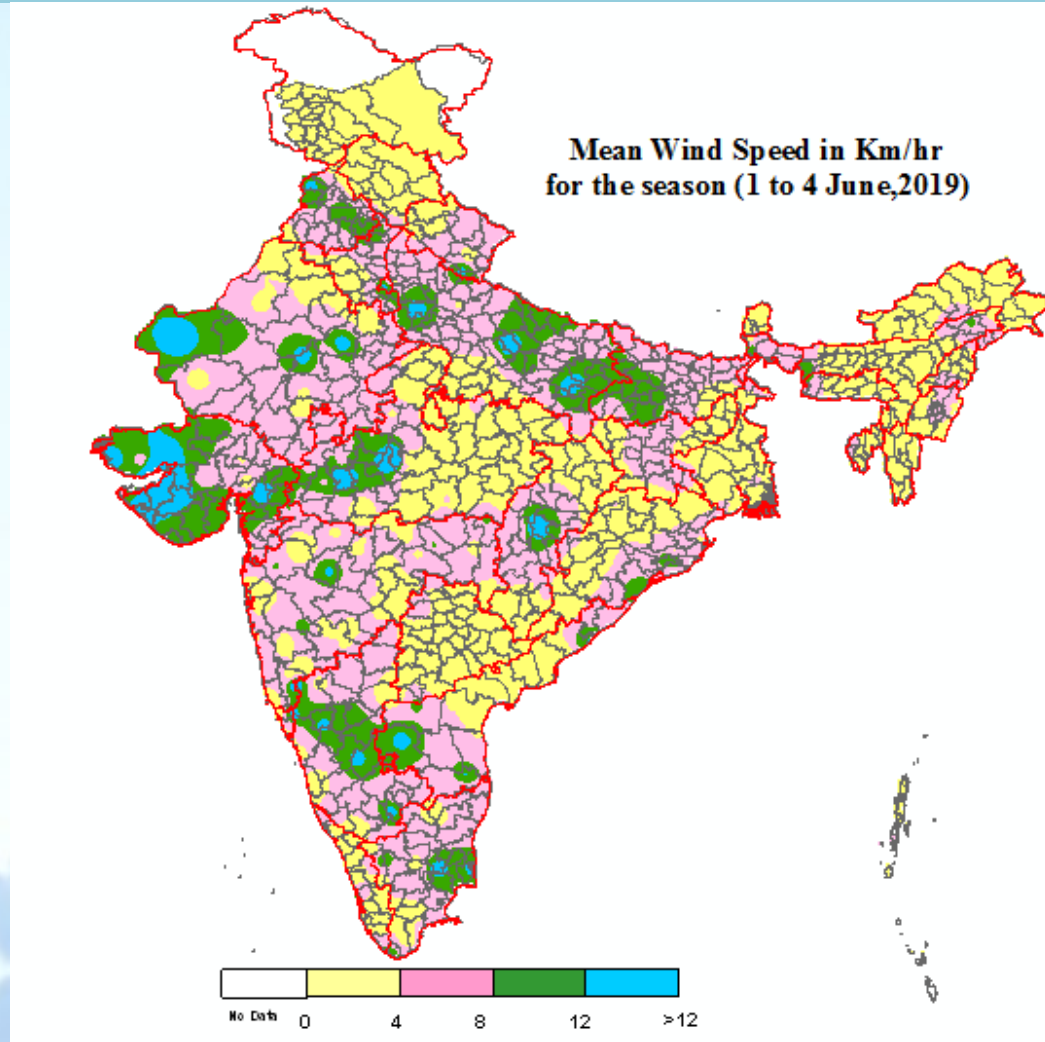 Mean Wind Speed in Km/hr
for the season (1 to 4 June,2019)
No Data 0 4 8 12 >12